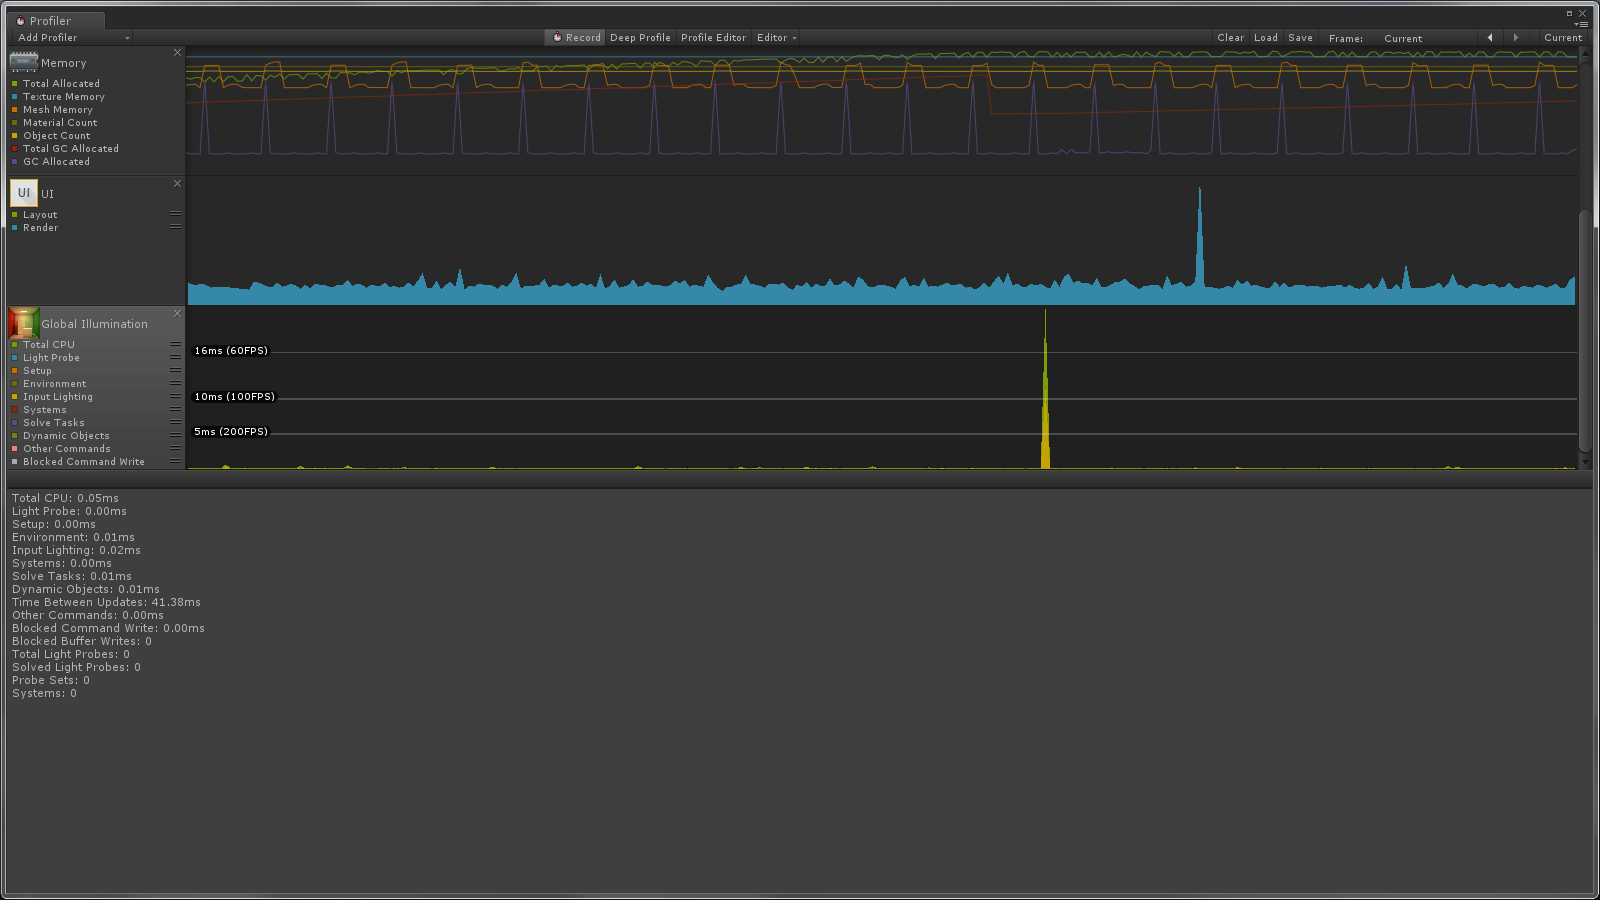 Profiler
Add Profiler Record Deep Profile Profile Editor Editor Clear Load Save Frame: Current Current
Memory
Total Allocated
Texture Memory
Mesh Memory
Material Count
Object Count
Total GC Allocated
GC Allocated
UI UI
Layout
Render
Global Illumination
Total CPU
Light Probe
Setup
Environment
Input Lighting
Systems
Solve Tasks
Dynamic Objects
Other Commands
Blocked Command Write
16ms (60FPS)
10ms (100FPS)
5ms (200FPS)
Total CPU: 0.05ms
Light Probe: 0.00ms
Setup: 0.00ms
Environment: 0.01ms
Input Lighting: 0.02ms
Systems: 0.00ms
Solve Tasks: 0.01ms
Dynamic Objects: 0.01ms
Time Between Updates: 41.38ms
Other Commands: 0.00ms
Blocked Command Write: 0.00ms
Blocked Buffer Writes: 0
Total Light Probes: 0
Solved Light Probes: 0
Probe Sets: 0
Systems: 0